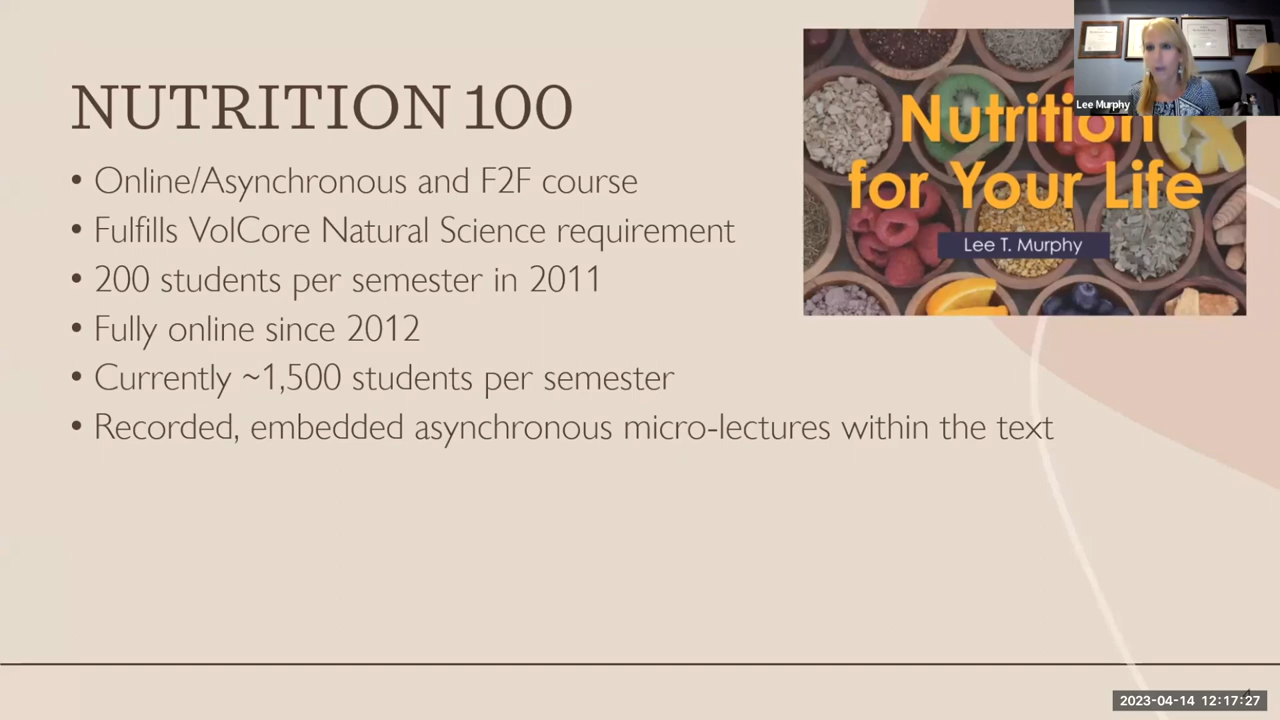 NUTRITION 100
• Online/Asynchronous and F2F course
• Fulfills VolCore Natural Science requirement
• 200 students per semester in 2011
• Fully online since 2012
• Currently ~1,500 students per semester
• Recorded, embedded asynchronous micro-lectures within the text
Nutrition
for Your Life
Lee T. Murphy
Lee Murphy
4
2023-04-14 12:17:27